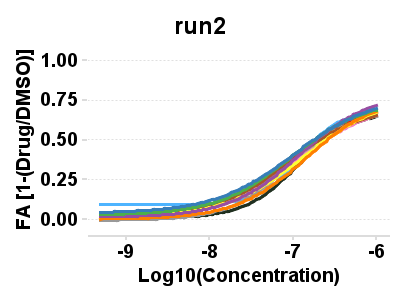 run2
FA [1-(Drug/DMSO)]
1.00
0.75
0.50
0.25
0.00
-9 -8 -7 -6
Log10(Concentration)